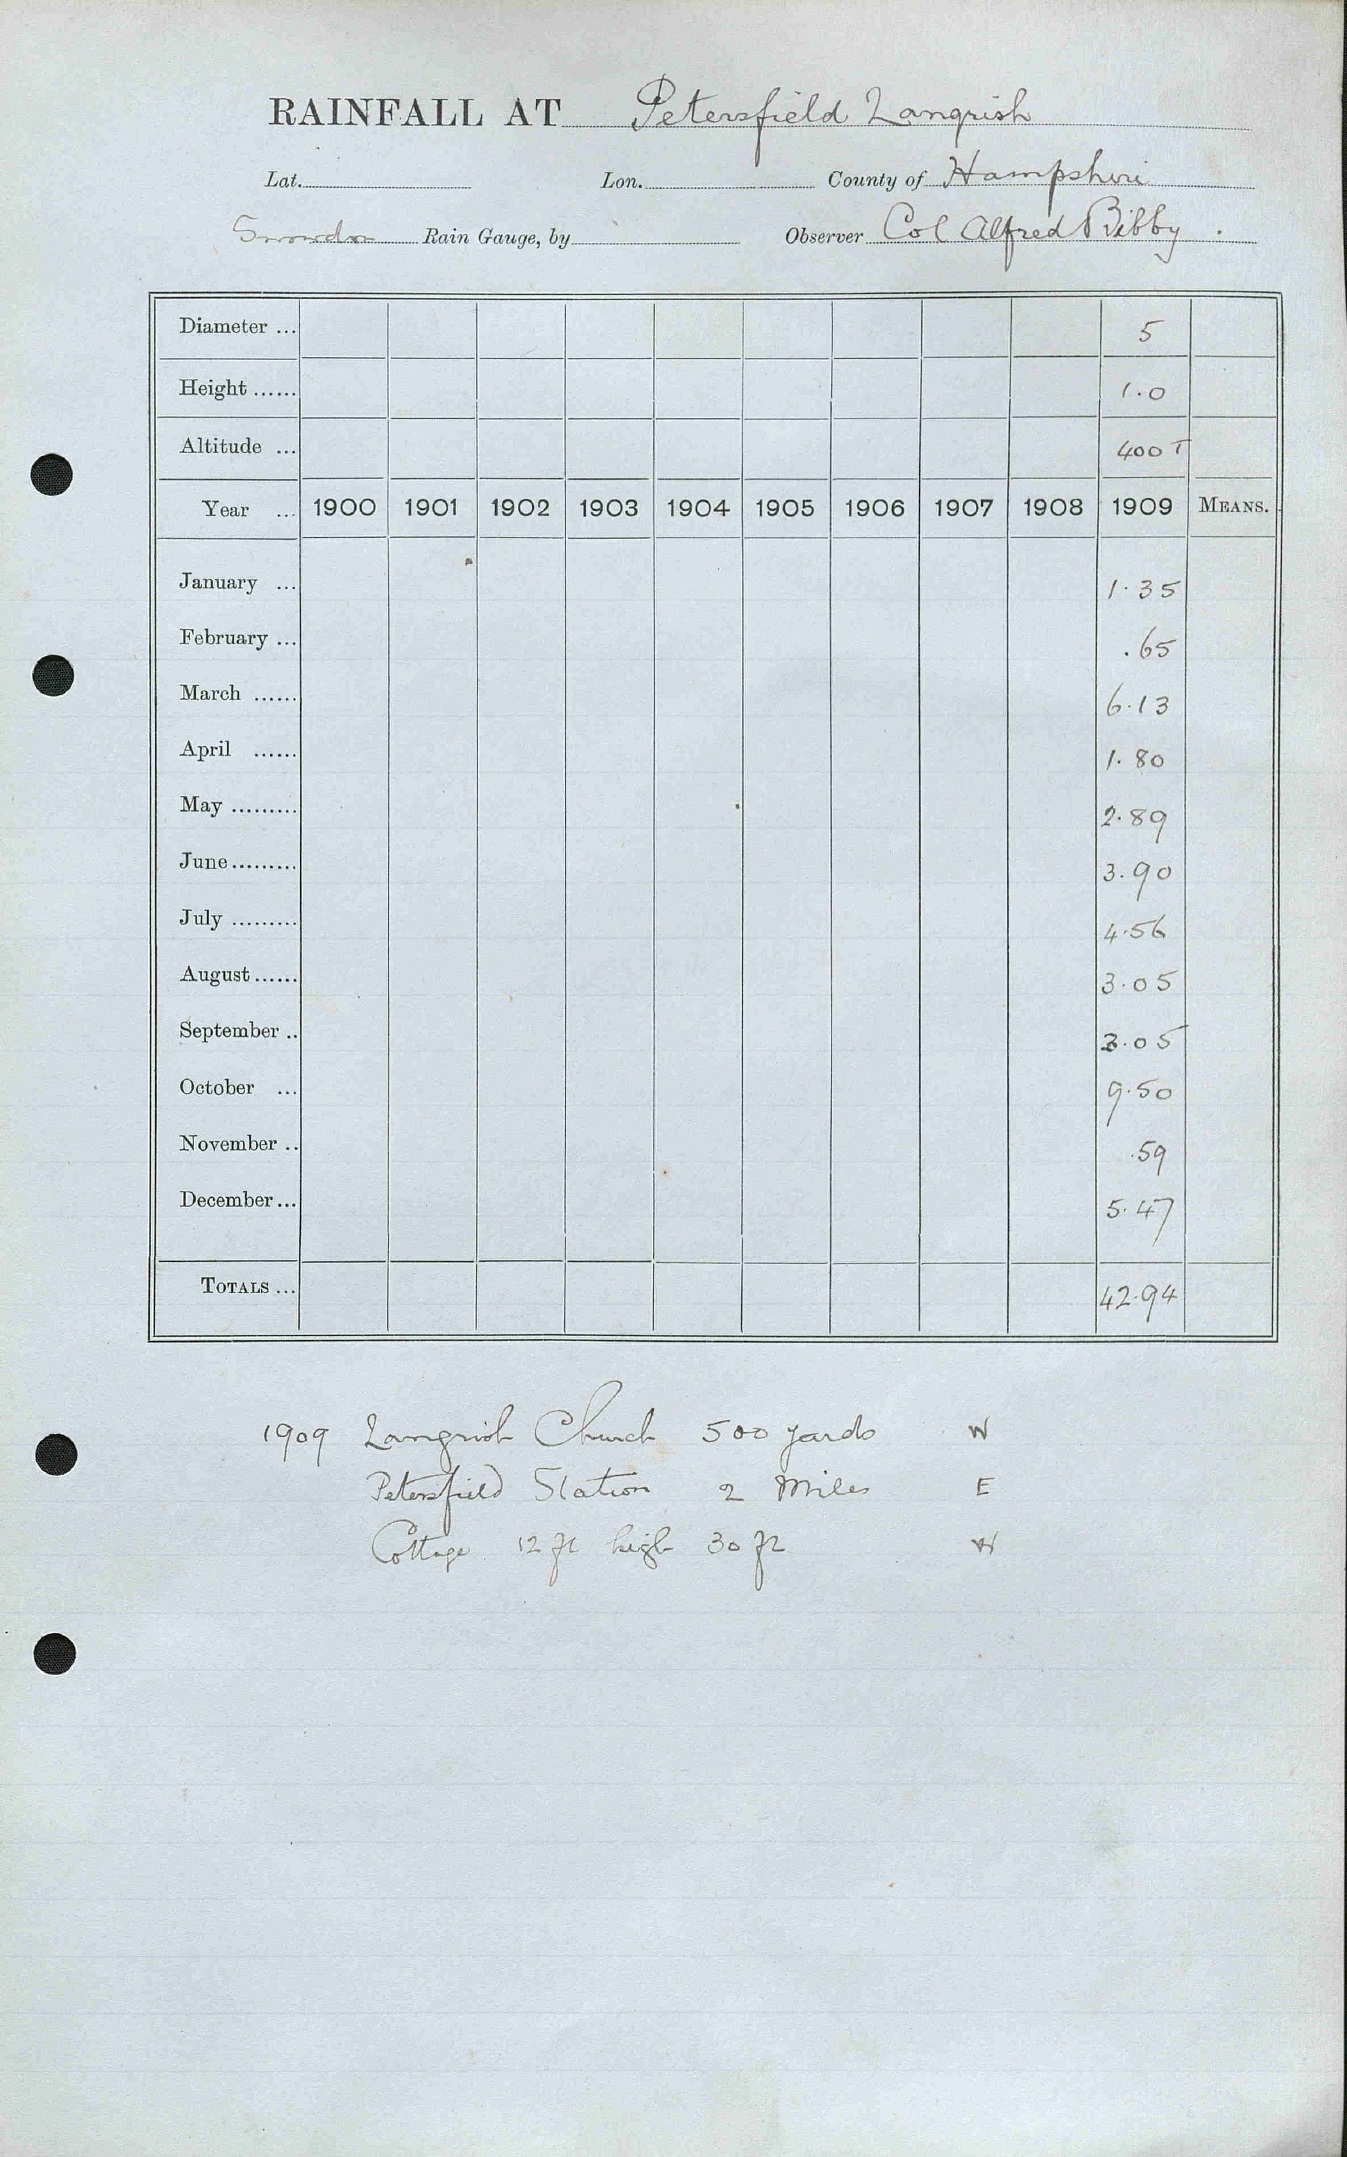 RAINFALL AT Petersfield Langrish
Lat. Lon. County of Hampshire
Snowdon Rain Gauge, by Observer Col Alfred Bibby.
Diameter ... 5
Height ...... 1.0
Altitude ... 400 T
Year ... 1900 1901 1902 1903 1904 1905 1906 1907 1908 1909 MEANS.
January ... 1.35
February ... .65
March ...... 6.13
April ...... 1.80
May ......... 2.89
June ......... 3.90
July ......... 4.56
August ...... 3.05
September .. 3.05
October ... 9.50
November .. .59
December ... 5.47
TOTALS ... 42.94
1909 Langrish Church 500 yards W
Petersfield Station 2 Miles E
Cottage 12 ft high 30 ft W